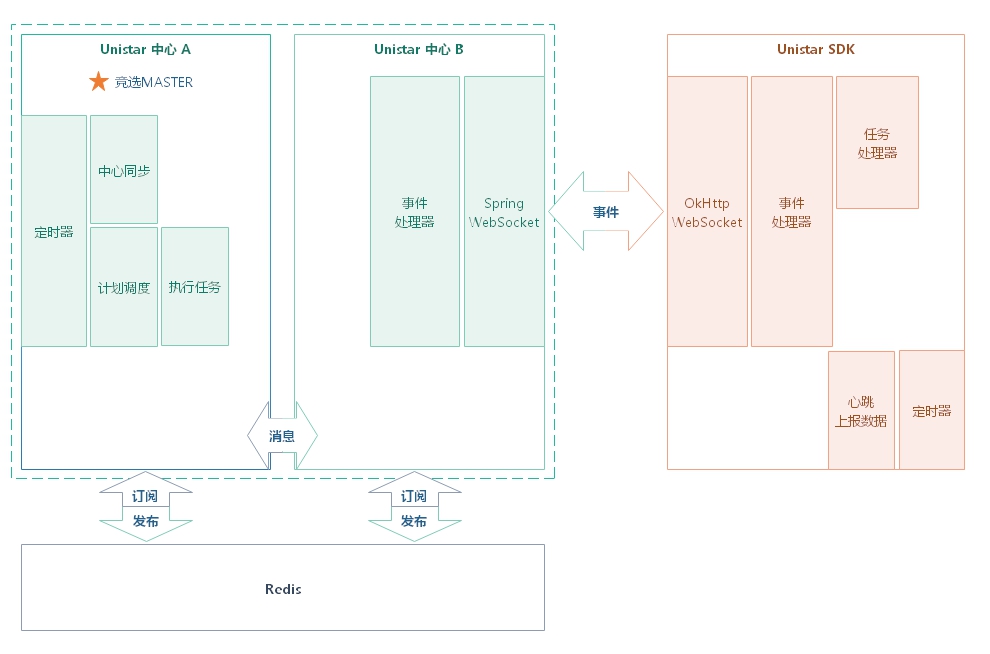 Unistar 中心 A
Unistar 中心 B
Unistar SDK
竟选MASTER
定时器
中心同步
计划调度
执行任务
事件
处理器
Spring
WebSocket
事件
OkHttp
WebSocket
事件
处理器
任务
处理器
心跳
上报数据
定时器
消息
订阅
发布
订阅
发布
Redis